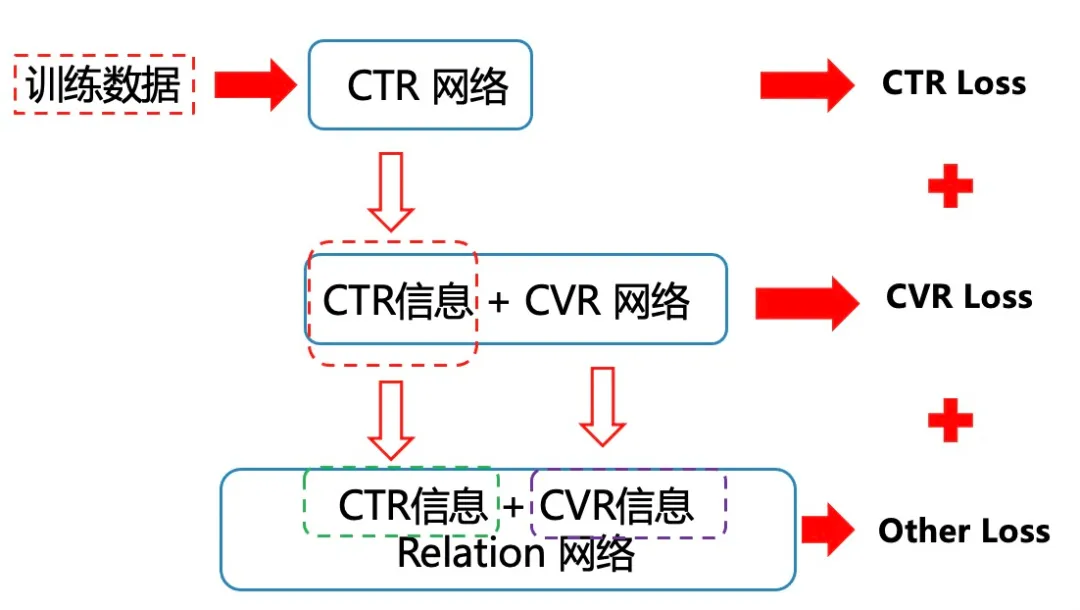 训练数据
CTR 网络
CTR Loss
CTR信息 + CVR 网络
CVR Loss
CTR信息 + CVR信息
Relation 网络
Other Loss